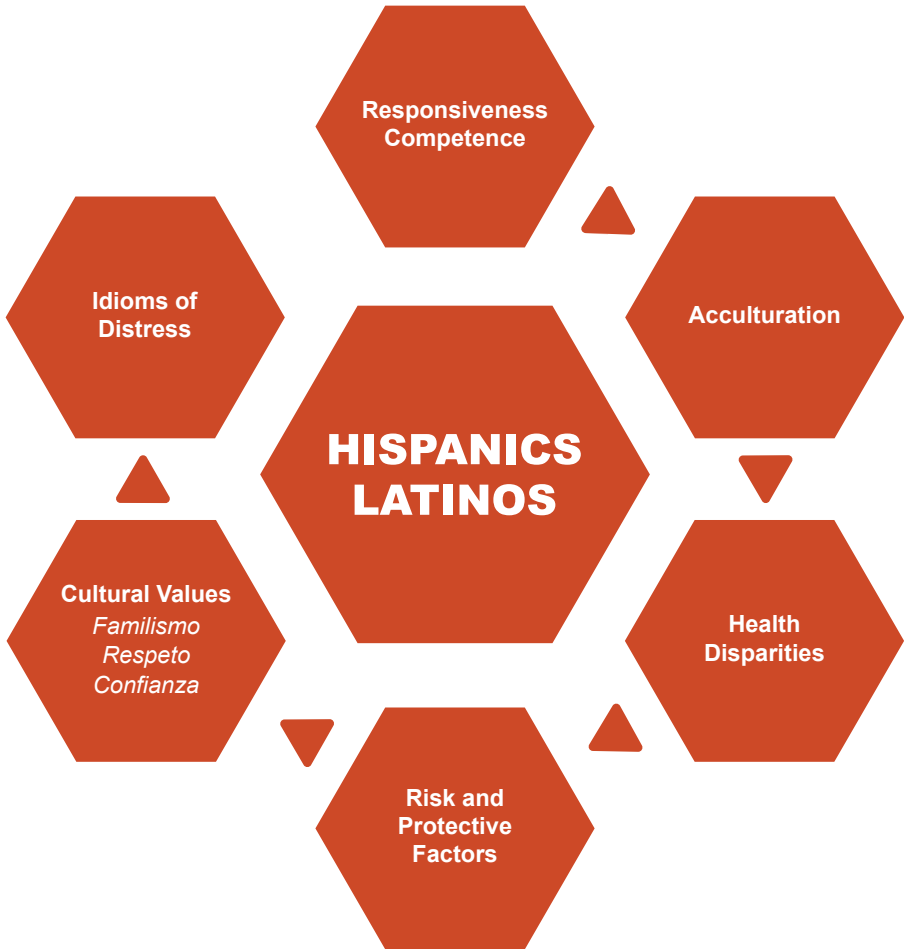 Responsiveness
Competence
Acculturation
Health
Disparities
Risk and
Protective
Factors
Cultural Values
Familismo
Respeto
Confianza
Idioms of
Distress
HISPANICS
LATINOS